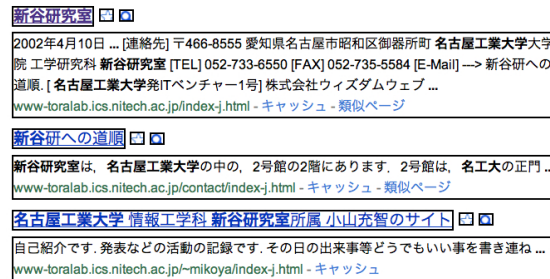 新谷研究室
2002年4月10日 ... [連絡先] 〒466-8555 愛知県名古屋市昭和区御器所町 名古屋工業大学大学
院 工学研究科 新谷研究室 [TEL] 052-733-6550 [FAX] 052-735-5584 [E-Mail] ---> 新谷研への
道順. [ 名古屋工業大学発ITベンチャー1号] 株式会社ウィズダムウェブ ...
www-toralab.ics.nitech.ac.jp/index-j.html - キャッシュ - 類似ページ
新谷研への道順
新谷研究室は，名古屋工業大学の中の，2号館の2階にあります．2号館は，名工大の正門 ...
www-toralab.ics.nitech.ac.jp/contact/index-j.html - キャッシュ - 類似ページ
名古屋工業大学 情報工学科 新谷研究室所属 小山充智のサイト
自己紹介です. 発表などの活動の記録です. その日の出来事等どうでもいい事を書き連ね ...
www-toralab.ics.nitech.ac.jp/~mikoya/index-j.html - キャッシュ